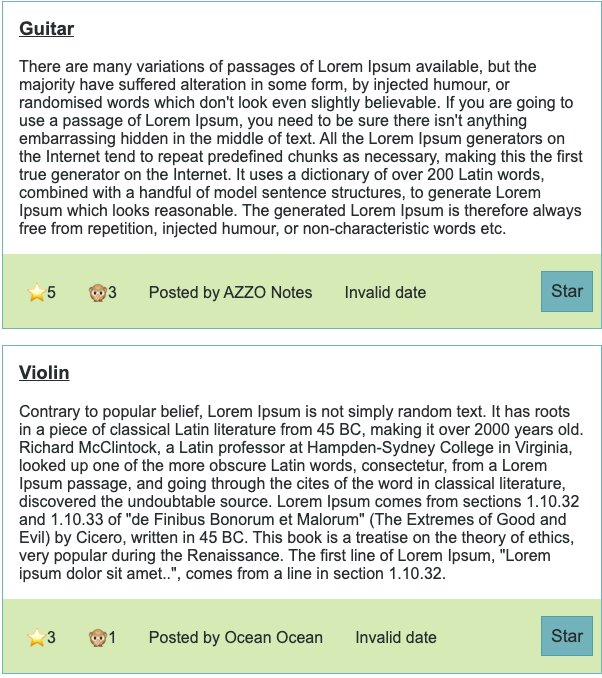 Guitar
There are many variations of passages of Lorem Ipsum available, but the
majority have suffered alteration in some form, by injected humour, or
randomised words which don't look even slightly believable. If you are going to
use a passage of Lorem Ipsum, you need to be sure there isn't anything
embarrassing hidden in the middle of text. All the Lorem Ipsum generators on
the Internet tend to repeat predefined chunks as necessary, making this the first
true generator on the Internet. It uses a dictionary of over 200 Latin words,
combined with a handful of model sentence structures, to generate Lorem
Ipsum which looks reasonable. The generated Lorem Ipsum is therefore always
free from repetition, injected humour, or non-characteristic words etc.
⭐5 🙊3 Posted by AZZO Notes Invalid date Star
Violin
Contrary to popular belief, Lorem Ipsum is not simply random text. It has roots
in a piece of classical Latin literature from 45 BC, making it over 2000 years old.
Richard McClintock, a Latin professor at Hampden-Sydney College in Virginia,
looked up one of the more obscure Latin words, consectetur, from a Lorem
Ipsum passage, and going through the cites of the word in classical literature,
discovered the undoubtable source. Lorem Ipsum comes from sections 1.10.32
and 1.10.33 of "de Finibus Bonorum et Malorum" (The Extremes of Good and
Evil) by Cicero, written in 45 BC. This book is a treatise on the theory of ethics,
very popular during the Renaissance. The first line of Lorem Ipsum, "Lorem
ipsum dolor sit amet..", comes from a line in section 1.10.32.
⭐3 🙊1 Posted by Ocean Ocean Invalid date Star